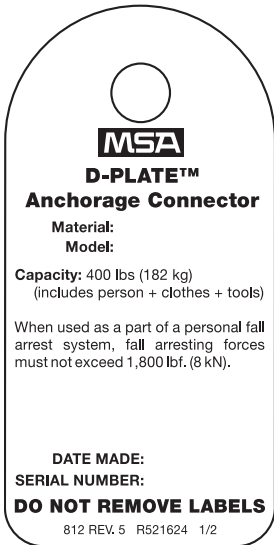 MSA
D-PLATE™
Anchorage Connector
Material:
Model:
Capacity: 400 lbs (182 kg)
(includes person + clothes + tools)
When used as a part of a personal fall
arrest system, fall arresting forces
must not exceed 1,800 lbf. (8 kN).
DATE MADE:
SERIAL NUMBER:
DO NOT REMOVE LABELS
812 REV. 5 R521624 1/2